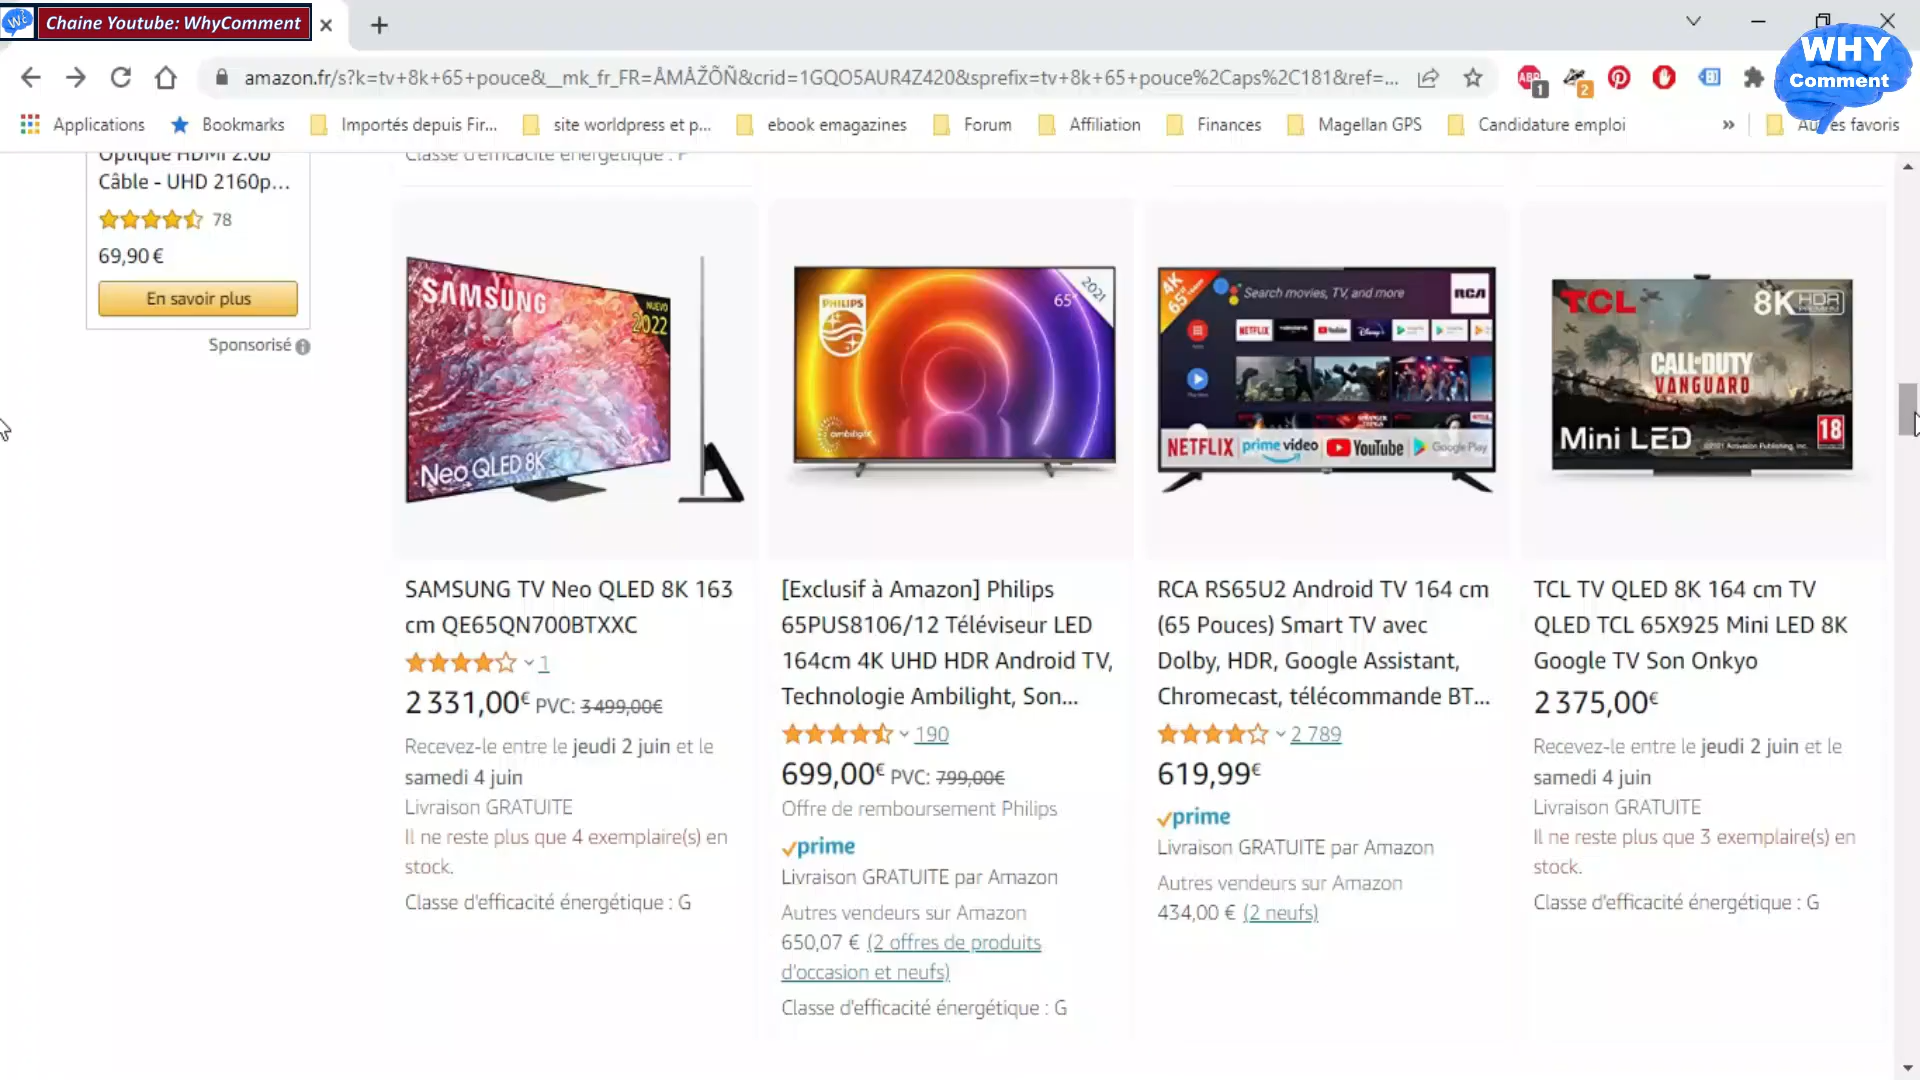 Chaine Youtube: WhyComment
WHY
Comment
amazon.fr/s?k=tv+8k+65+pouce&__mk_fr_FR=ÅMÅŽÕÑ&crid=1GQO5AUR4Z420&sprefix=tv+8k+65+pouce%2Caps%2C181&ref=...
ABP
1
2
Applications
Bookmarks
Importés depuis Fir...
site worldpress et p...
ebook emagazines
Forum
Affiliation
Finances
Magellan GPS
Candidature emploi
»
Autres favoris
Optique HDMI 2.0b
Câble - UHD 2160p...
78
69,90 €
En savoir plus
Sponsorisé
Classe d'efficacité énergétique : F
SAMSUNG
NUEVO
2022
Neo QLED 8K
SAMSUNG TV Neo QLED 8K 163
cm QE65QN700BTXXC
1
2 331,00€ PVC: 3 499,00€
Recevez-le entre le jeudi 2 juin et le
samedi 4 juin
Livraison GRATUITE
Il ne reste plus que 4 exemplaire(s) en
stock.
Classe d'efficacité énergétique : G
PHILIPS
65"
2021
ambilight
[Exclusif à Amazon] Philips
65PUS8106/12 Téléviseur LED
164cm 4K UHD HDR Android TV,
Technologie Ambilight, Son...
190
699,00€ PVC: 799,00€
Offre de remboursement Philips
prime
Livraison GRATUITE par Amazon
Autres vendeurs sur Amazon
650,07 € (2 offres de produits
d'occasion et neufs)
Classe d'efficacité énergétique : G
4K
65"
Search movies, TV, and more
RCA
NETFLIX
YouTube
Disney+
NETFLIX prime video YouTube Google Play
RCA RS65U2 Android TV 164 cm
(65 Pouces) Smart TV avec
Dolby, HDR, Google Assistant,
Chromecast, télécommande BT...
2 789
619,99€
prime
Livraison GRATUITE par Amazon
Autres vendeurs sur Amazon
434,00 € (2 neufs)
TCL
8K HDR
CALL OF DUTY
VANGUARD
Mini LED
18
TCL TV QLED 8K 164 cm TV
QLED TCL 65X925 Mini LED 8K
Google TV Son Onkyo
2 375,00€
Recevez-le entre le jeudi 2 juin et le
samedi 4 juin
Livraison GRATUITE
Il ne reste plus que 3 exemplaire(s) en
stock.
Classe d'efficacité énergétique : G